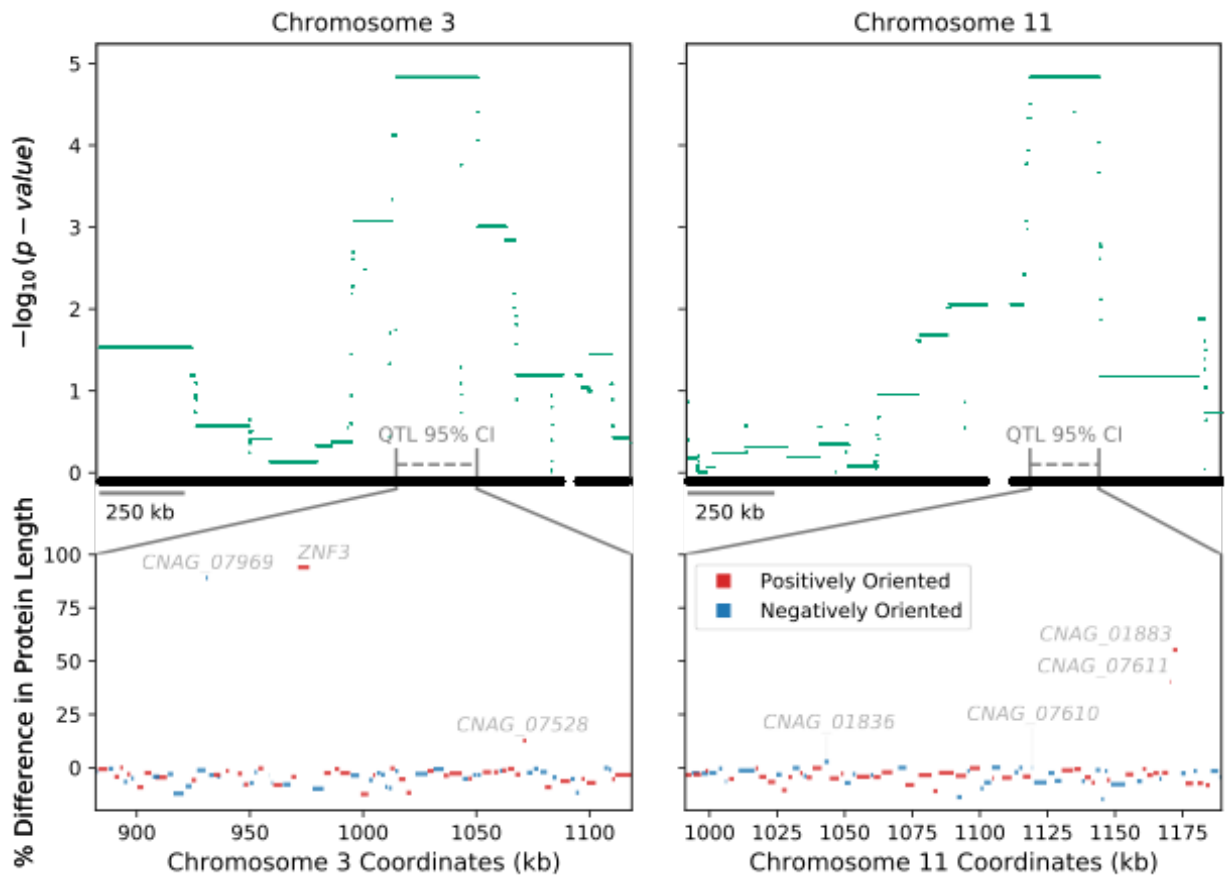 Chromosome 3
Chromosome 11
−log10(p − value)
5
4
3
2
1
0
QTL 95% CI
QTL 95% CI
250 kb
250 kb
% Difference in Protein Length
100
75
50
25
0
CNAG_07969
ZNF3
CNAG_07528
Positively Oriented
Negatively Oriented
CNAG_01883
CNAG_07611
CNAG_01836
CNAG_07610
900 950 1000 1050 1100
1000 1025 1050 1075 1100 1125 1150 1175
Chromosome 3 Coordinates (kb)
Chromosome 11 Coordinates (kb)